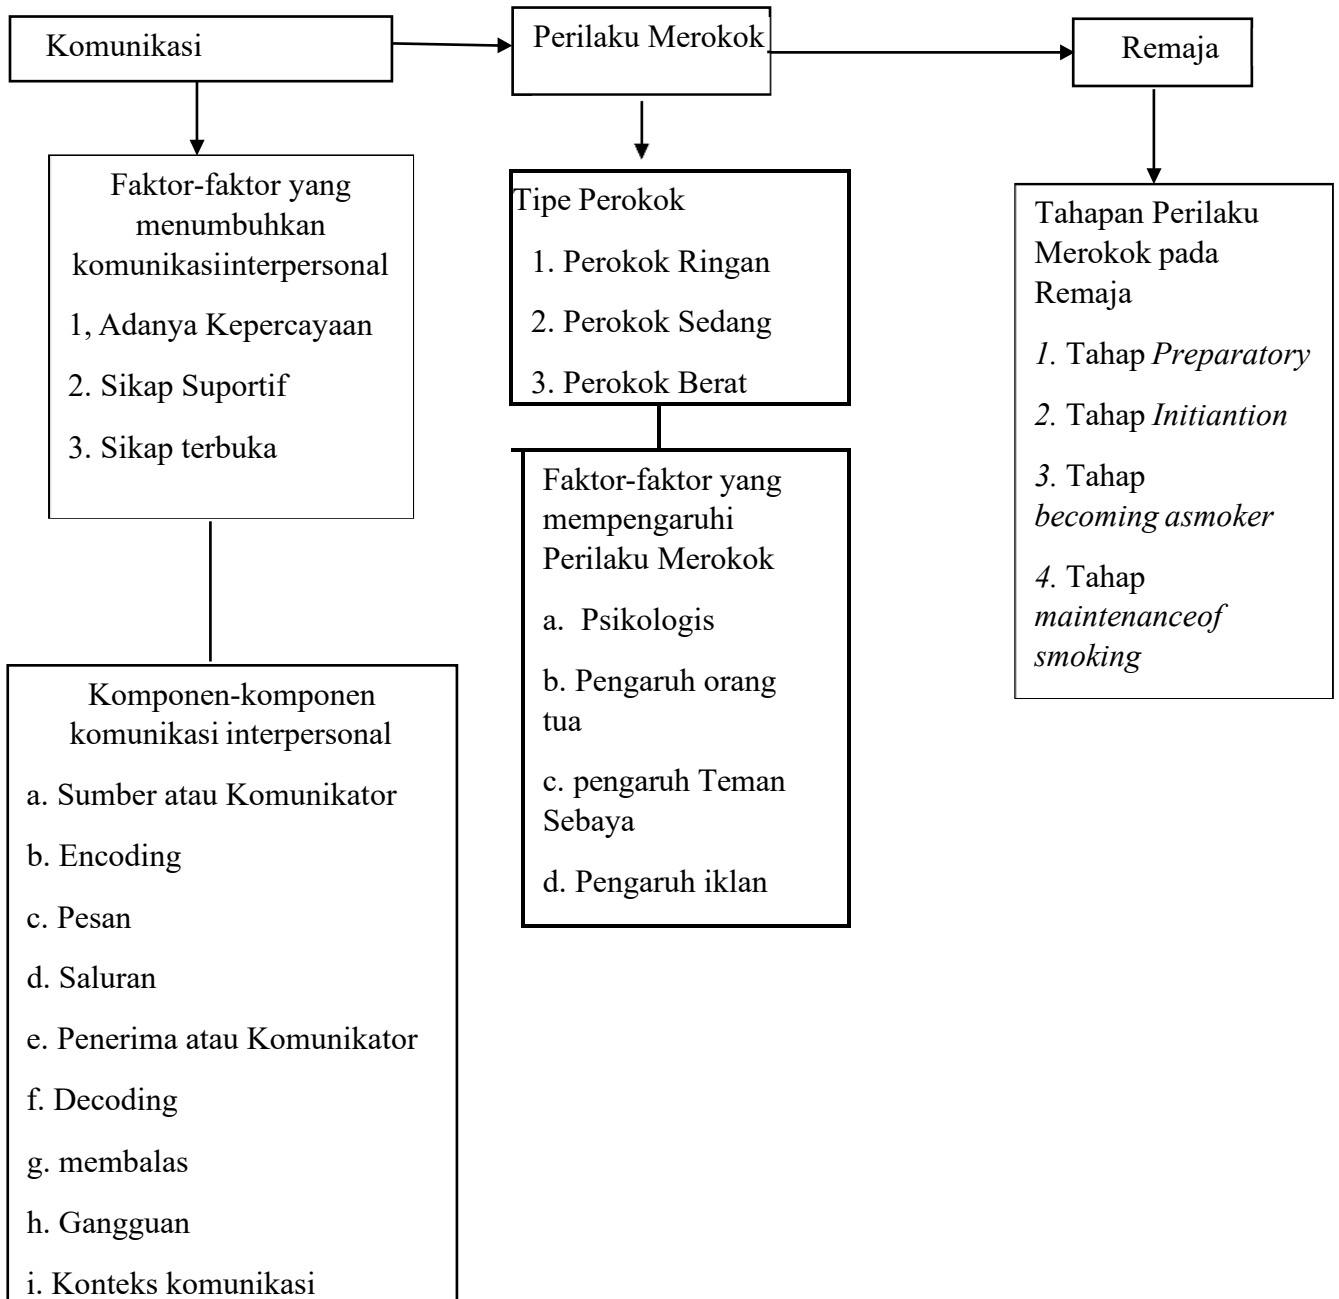 Komunikasi
Perilaku Merokok
Remaja
Faktor-faktor yang
menumbuhkan
komunikasiinterpersonal
1, Adanya Kepercayaan
2. Sikap Suportif
3. Sikap terbuka
Komponen-komponen
komunikasi interpersonal
a. Sumber atau Komunikator
b. Encoding
c. Pesan
d. Saluran
e. Penerima atau Komunikator
f. Decoding
g. membalas
h. Gangguan
i. Konteks komunikasi
Tipe Perokok
1. Perokok Ringan
2. Perokok Sedang
3. Perokok Berat
Faktor-faktor yang
mempengaruhi
Perilaku Merokok
a. Psikologis
b. Pengaruh orang
tua
c. pengaruh Teman
Sebaya
d. Pengaruh iklan
Tahapan Perilaku
Merokok pada
Remaja
1. Tahap Preparatory
2. Tahap Initiantion
3. Tahap
becoming asmoker
4. Tahap
maintenanceof
smoking